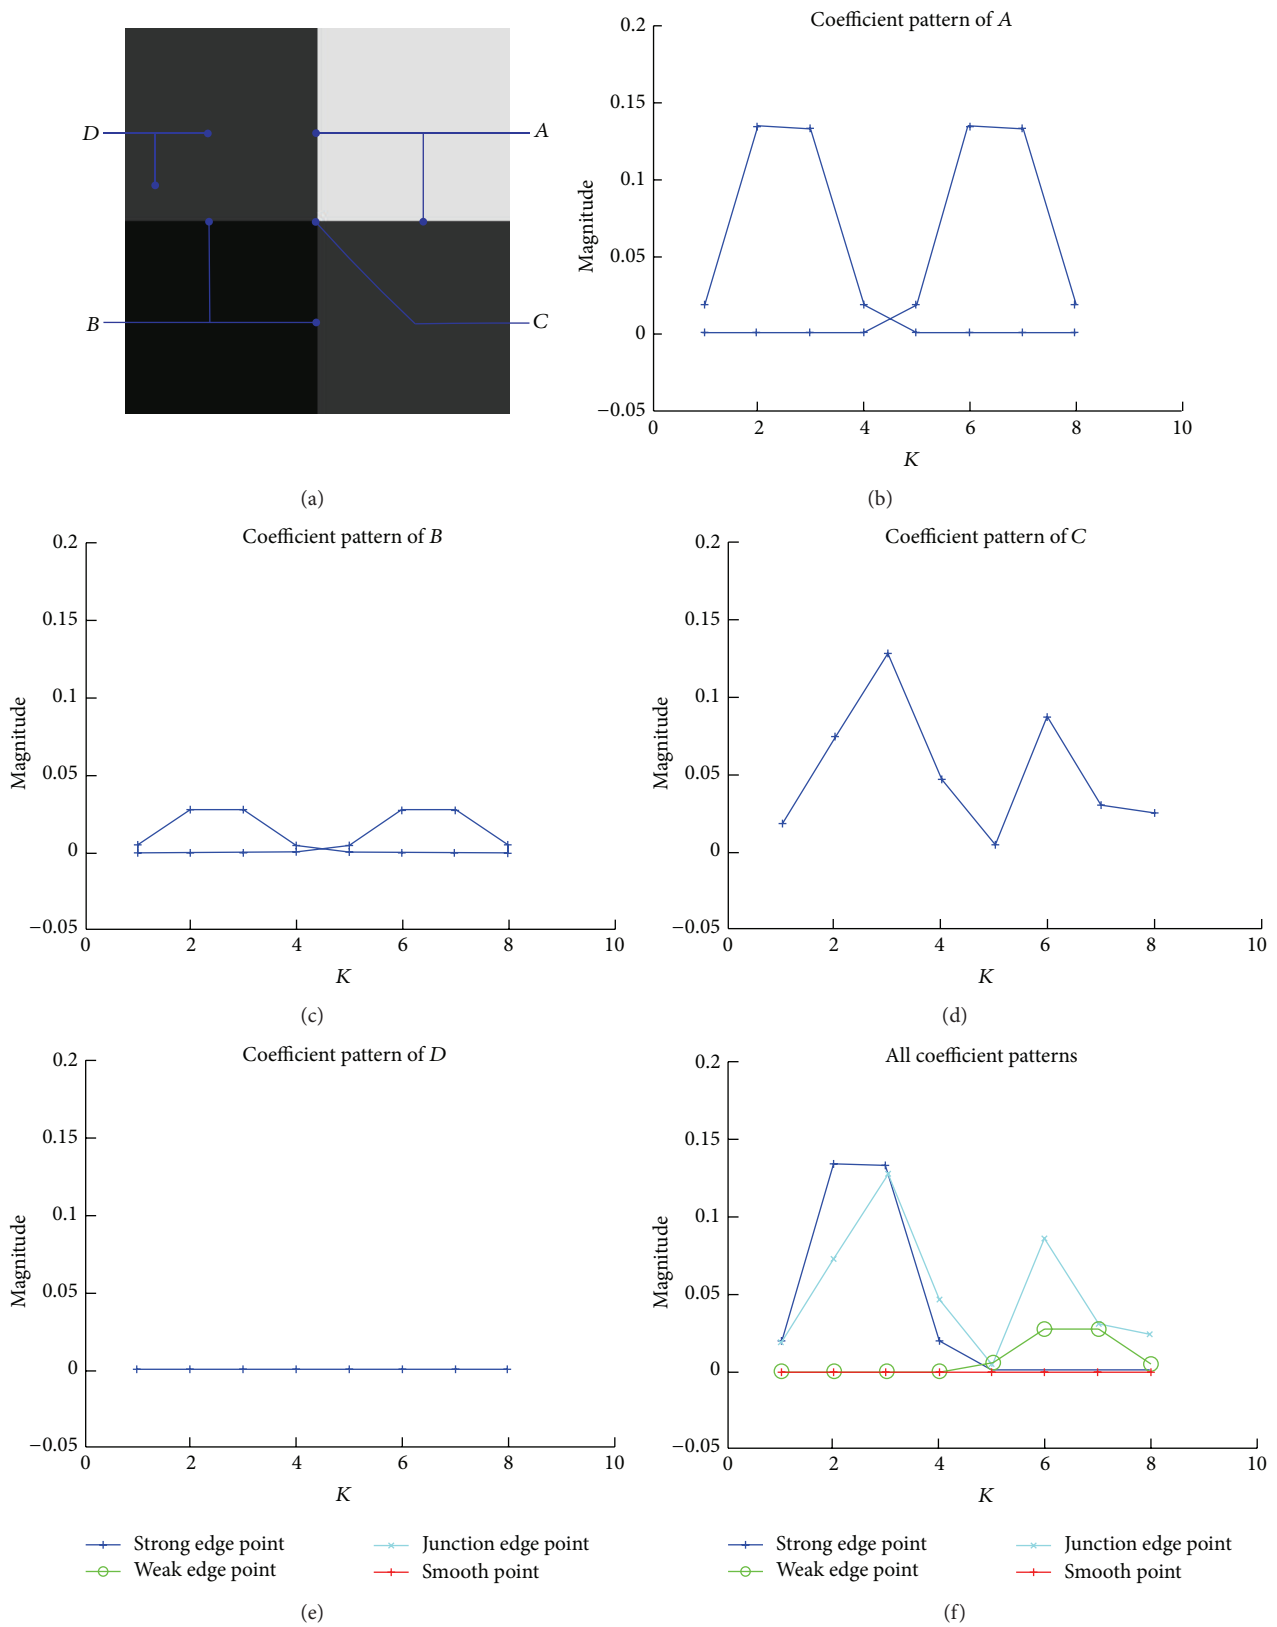 D
A
B
C
(a)
Coefficient pattern of A
0.2
0.15
0.1
0.05
0
−0.05
Magnitude
0 2 4 6 8 10
K
(b)
Coefficient pattern of B
0.2
0.15
0.1
0.05
0
−0.05
Magnitude
0 2 4 6 8 10
K
(c)
Coefficient pattern of C
0.2
0.15
0.1
0.05
0
−0.05
Magnitude
0 2 4 6 8 10
K
(d)
Coefficient pattern of D
0.2
0.15
0.1
0.05
0
−0.05
Magnitude
0 2 4 6 8 10
K
Strong edge point
Weak edge point
Junction edge point
Smooth point
(e)
All coefficient patterns
0.2
0.15
0.1
0.05
0
−0.05
Magnitude
0 2 4 6 8 10
K
Strong edge point
Weak edge point
Junction edge point
Smooth point
(f)